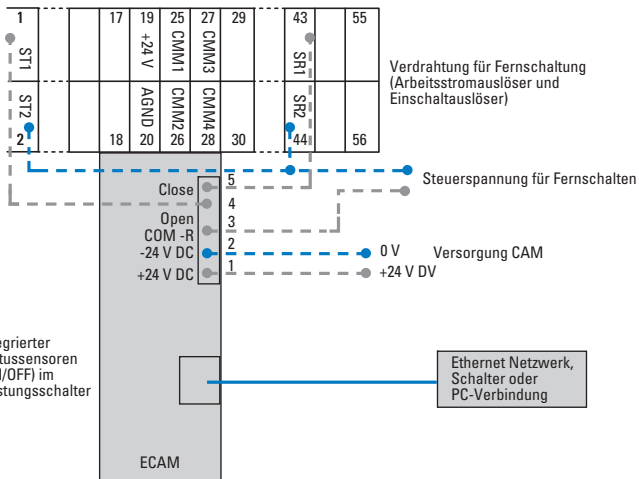 1 17 19 25 27 29 43 55
ST1 +24 V CMM1 CMM3 SR1
ST2 AGND CMM2 CMM4 SR2
2 18 20 26 28 30 44 56
Verdrahtung für Fernschaltung
(Arbeitsstromauslöser und
Einschaltauslöser)
Close 5
4
Open 3
COM -R
-24 V DC 2
+24 V DC 1
Steuerspannung für Fernschalten
0 V Versorgung CAM
+24 V DV
egrierter
tussensoren
N/OFF) im
stungsschalter
Ethernet Netzwerk,
Schalter oder
PC-Verbindung
ECAM